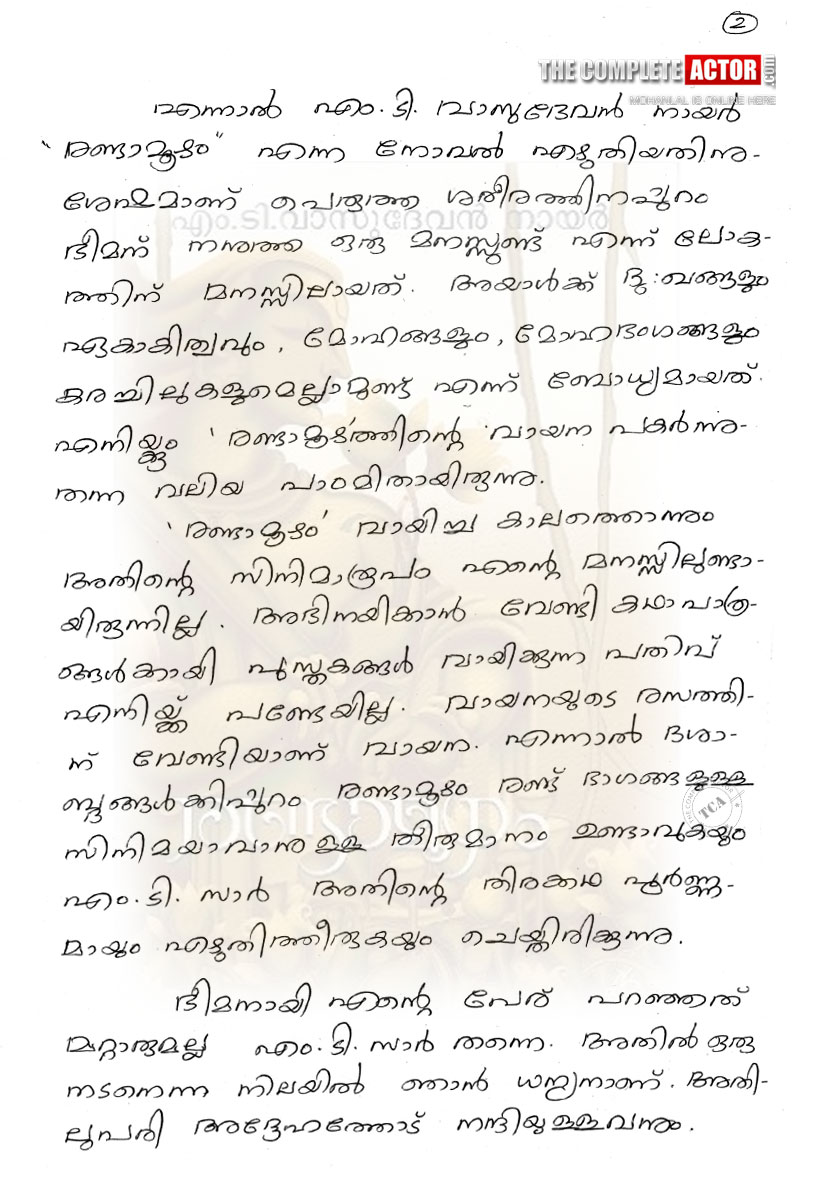 2
THE COMPLETE ACTOR .COM
MOHANLAL IS ONLINE HERE
എന്നാൽ എം.ടി. വാസുദേവൻ നായർ
"രണ്ടാമൂഴം" എന്ന നോവൽ എഴുതിയതിനു-
ശേഷമാണ് പെരുത്ത ശരീരത്തിനപ്പുറം
എം.ടി.വാസുദേവൻ നായർ
ഭീമന് നനുത്ത ഒരു മനസ്സുണ്ട് എന്ന് ലോക-
ത്തിന് മനസ്സിലായത്. അയാൾക്ക് ദുഃഖങ്ങളും
ഏകാകിത്വവും, മോഹങ്ങളും, മോഹഭംഗങ്ങളും
കരച്ചിലുകളുമെല്ലാമുണ്ട് എന്ന് ബോധ്യമായത്.
എനിയ്ക്കും 'രണ്ടാമൂഴ'ത്തിന്റെ വായന പകർന്നു-
തന്ന വലിയ പാഠമിതായിരുന്നു.
'രണ്ടാമൂഴം' വായിച്ച കാലത്തൊന്നും
അതിന്റെ സിനിമാരൂപം എന്റെ മനസ്സിലുണ്ടാ-
യിരുന്നില്ല. അഭിനയിക്കാൻ വേണ്ടി കഥാപാത്ര-
ങ്ങൾക്കായി പുസ്തകങ്ങൾ വായിക്കുന്ന പതിവ്
എനിയ്ക്ക് പണ്ടേയില്ല. വായനയുടെ രസത്തി-
ന് വേണ്ടിയാണ് വായന. എന്നാൽ ദശാ-
ബ്ദങ്ങൾക്കിപ്പുറം രണ്ടാമൂഴം രണ്ട് ഭാഗങ്ങളുള്ള
TCA
സിനിമയാവാനുള്ള തീരുമാനം ഉണ്ടാവുകയും
രണ്ടാമൂഴം
എം.ടി. സാർ അതിന്റെ തിരക്കഥ പൂർണ്ണ-
മായും എഴുതിത്തീരുകയും ചെയ്തിരിക്കുന്നു.
ഭീമനായി എന്റെ പേര് പറഞ്ഞത്
മറ്റാരുമല്ല എം.ടി. സാർ തന്നെ. അതിൽ ഒരു
നടനെന്ന നിലയിൽ ഞാൻ ധന്യനാണ്. അതി-
ലുപരി അദ്ദേഹത്തോട് നന്ദിയുള്ളവനും.